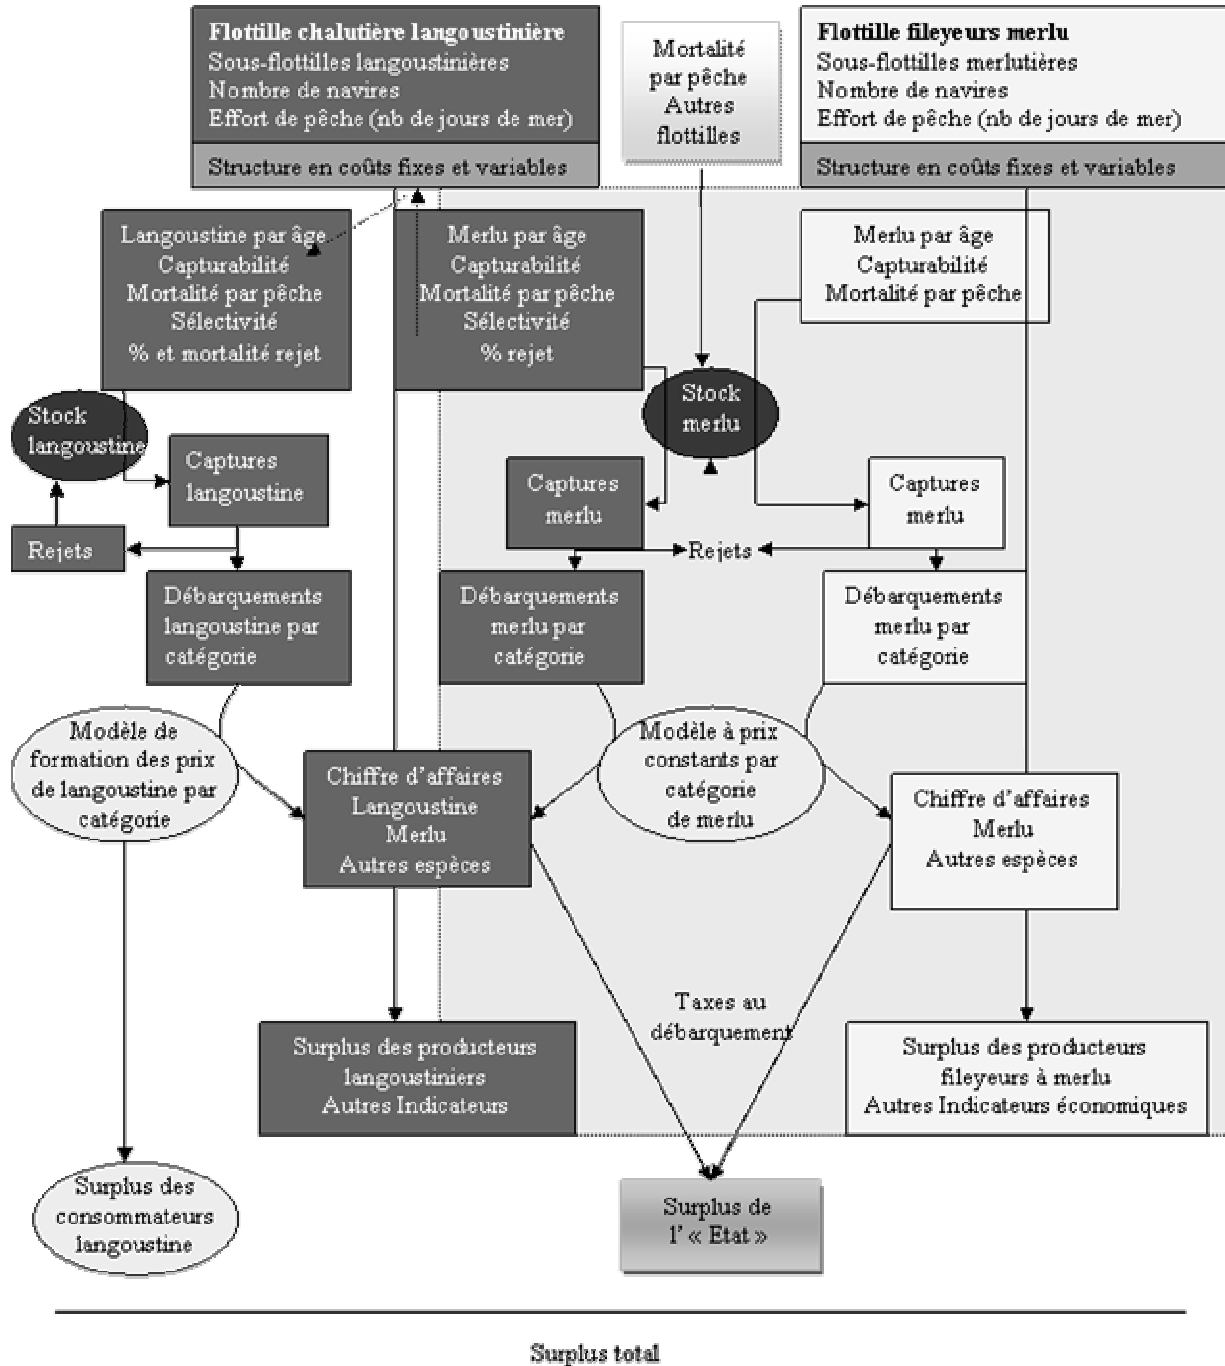 Flottille chalutière langoustinière
Sous-flottilles langoustinières
Nombre de navires
Effort de pêche (nb de jours de mer)
Structure en coûts fixes et variables
Mortalité
par pêche
Autres
flottilles
Flottille fileyeurs merlu
Sous-flottilles merlutières
Nombre de navires
Effort de pêche (nb de jours de mer)
Structure en coûts fixes et variables
Langoustine par âge
Capturabilité
Mortalité par pêche
Sélectivité
% et mortalité rejet
Merlu par âge
Capturabilité
Mortalité par pêche
Sélectivité
% rejet
Merlu par âge
Capturabilité
Mortalité par pêche
Stock
langoustine
Stock
merlu
Captures
langoustine
Captures
merlu
Captures
merlu
Rejets
Rejets
Débarquements
langoustine par
catégorie
Débarquements
merlu par
catégorie
Débarquements
merlu par
catégorie
Modèle de
formation des prix
de langoustine par
catégorie
Modèle à prix
constants par
catégorie
de merlu
Chiffre d'affaires
Langoustine
Merlu
Autres espèces
Chiffre d'affaires
Merlu
Autres espèces
Taxes au
débarquement
Surplus des producteurs
langoustiniers
Autres Indicateurs
Surplus des producteurs
fileyeurs à merlu
Autres Indicateurs économiques
Surplus des
consommateurs
langoustine
Surplus de
l' « Etat »
Surplus total